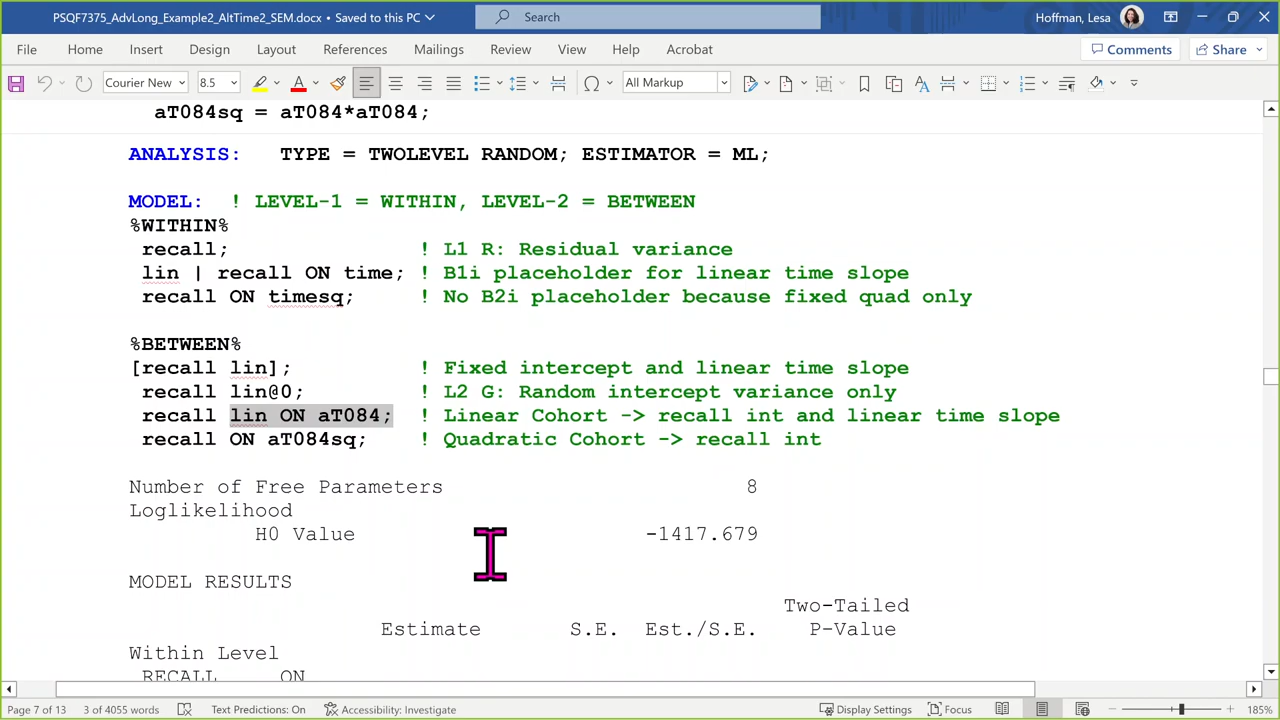 PSQF7375_AdvLong_Example2_AltTime2_SEM.docx • Saved to this PC
Search
Hoffman, Lesa
File Home Insert Design Layout References Mailings Review View Help Acrobat
Comments Share
Courier New 8.5 All Markup
aT084sq = aT084*aT084;
ANALYSIS: TYPE = TWOLEVEL RANDOM; ESTIMATOR = ML;
MODEL: ! LEVEL-1 = WITHIN, LEVEL-2 = BETWEEN
%WITHIN%
recall; ! L1 R: Residual variance
lin | recall ON time; ! B1i placeholder for linear time slope
recall ON timesq; ! No B2i placeholder because fixed quad only
%BETWEEN%
[recall lin]; ! Fixed intercept and linear time slope
recall lin@0; ! L2 G: Random intercept variance only
recall lin ON aT084; ! Linear Cohort -> recall int and linear time slope
recall ON aT084sq; ! Quadratic Cohort -> recall int
Number of Free Parameters 8
Loglikelihood
H0 Value -1417.679
MODEL RESULTS
Two-Tailed
Estimate S.E. Est./S.E. P-Value
Within Level
RECALL ON
Page 7 of 13 3 of 4055 words Text Predictions: On Accessibility: Investigate Display Settings Focus 185%